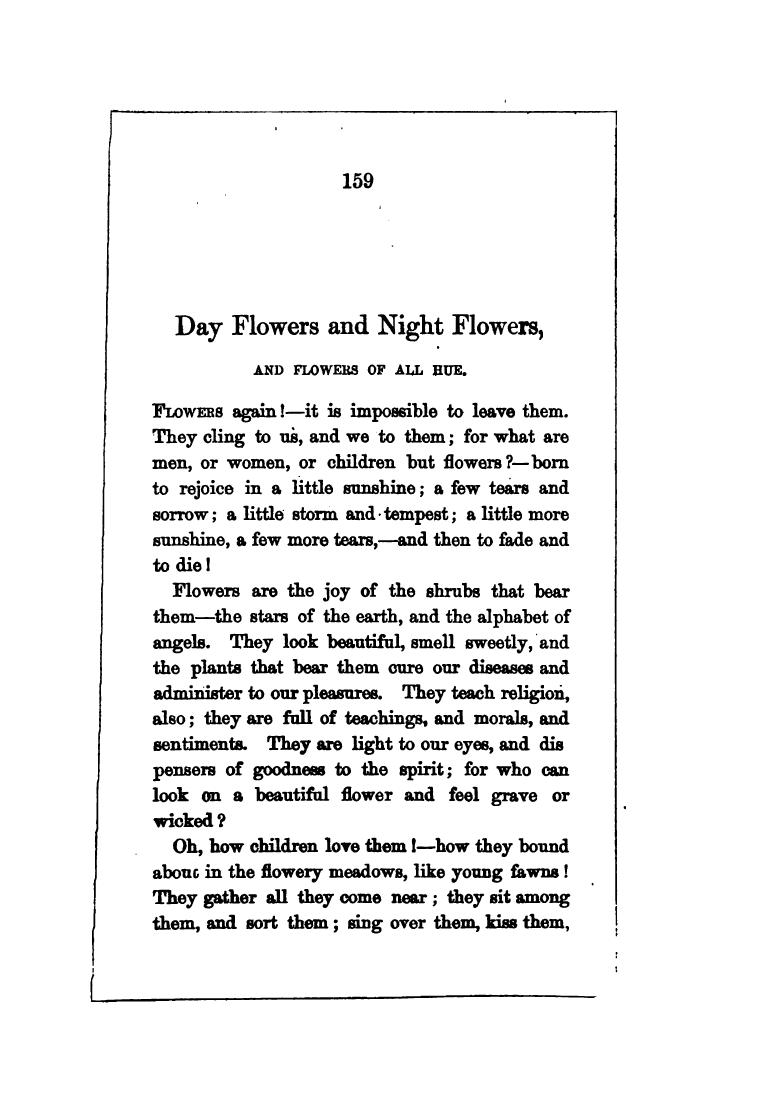 159
Day Flowers and Night Flowers,
AND FLOWERS OF ALL HUE.
FLOWERS again!—it is impossible to leave them.
They cling to us, and we to them; for what are
men, or women, or children but flowers?—born
to rejoice in a little sunshine; a few tears and
sorrow; a little storm and tempest; a little more
sunshine, a few more tears,—and then to fade and
to die!
Flowers are the joy of the shrubs that bear
them—the stars of the earth, and the alphabet of
angels. They look beautiful, smell sweetly, and
the plants that bear them cure our diseases and
administer to our pleasures. They teach religion,
also; they are full of teachings, and morals, and
sentiments. They are light to our eyes, and dis
pensers of goodness to the spirit; for who can
look on a beautiful flower and feel grave or
wicked?
Oh, how children love them!—how they bound
about in the flowery meadows, like young fawns!
They gather all they come near; they sit among
them, and sort them; sing over them, kiss them,